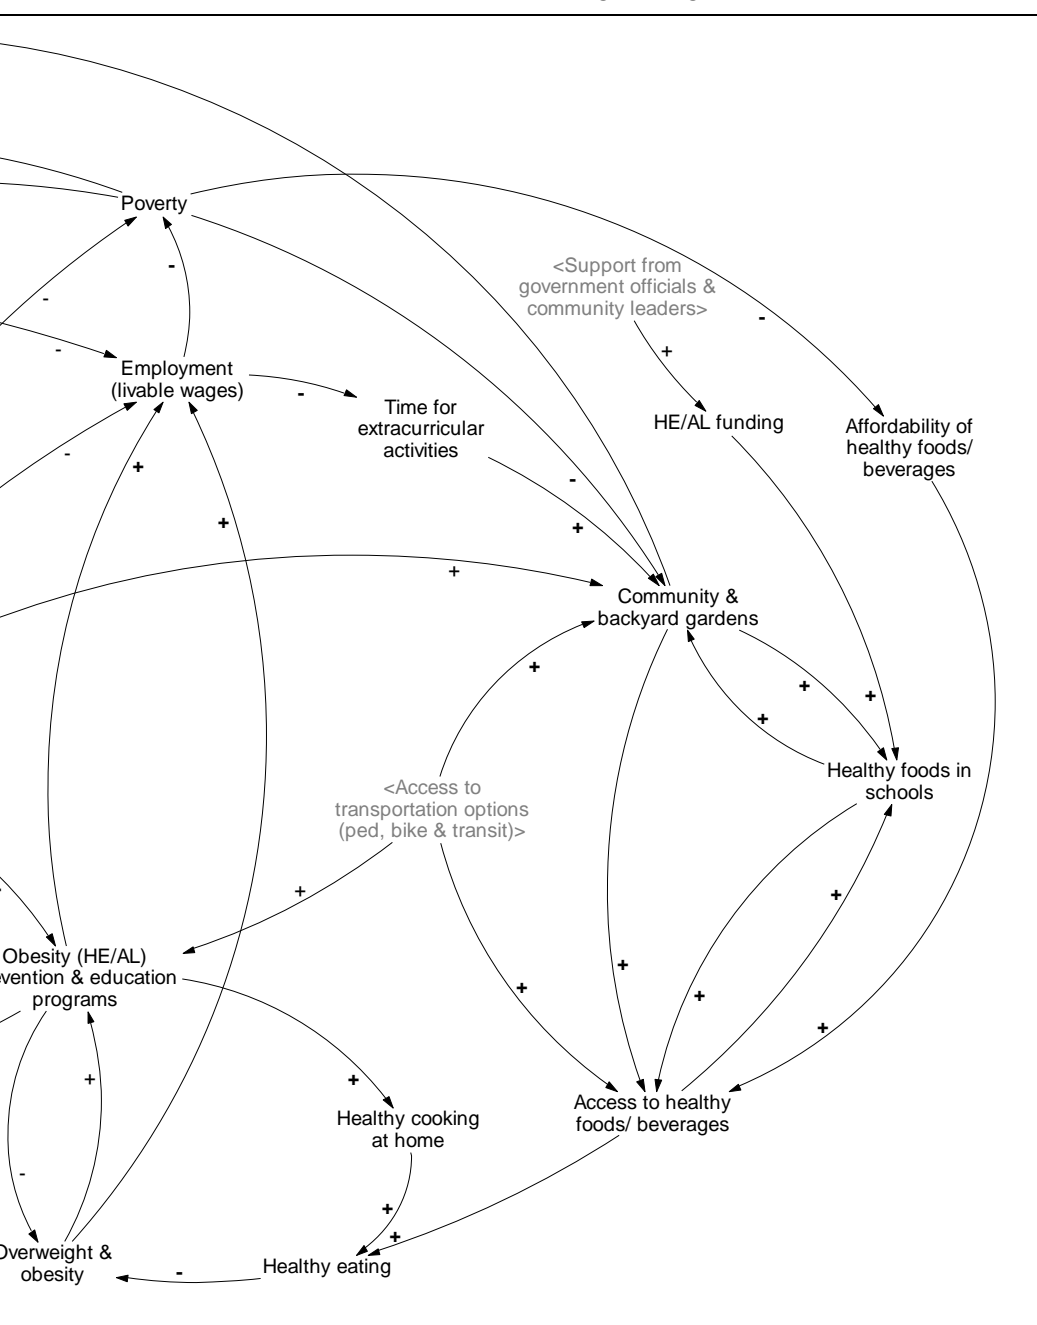 Poverty
<Support from
government officials &
community leaders>
-
-
-
+
-
Employment
(livable wages)
-
Time for
extracurricular
activities
HE/AL funding
Affordability of
healthy foods/
beverages
-
+
-
+
+
+
Community &
backyard gardens
+
+
+
+
Healthy foods in
schools
<Access to
transportation options
(ped, bike & transit)>
+
+
Obesity (HE/AL)
evention & education
programs
+
+
+
+
+
+
Healthy cooking
at home
Access to healthy
foods/ beverages
-
+
+
Overweight &
obesity
-
Healthy eating